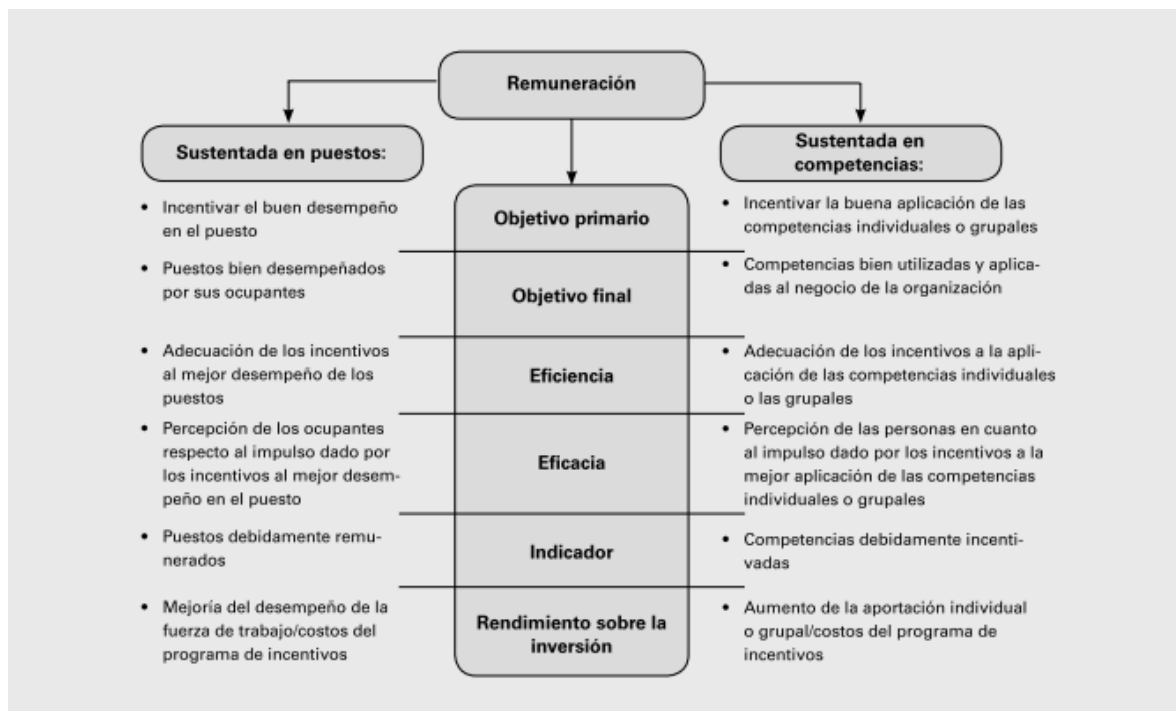 Remuneración
Sustentada en puestos:
Sustentada en
competencias:
• Incentivar el buen desempeño
en el puesto
Objetivo primario
• Incentivar la buena aplicación de las
competencias individuales o grupales
• Puestos bien desempeñados
por sus ocupantes
Objetivo final
• Competencias bien utilizadas y aplica-
das al negocio de la organización
• Adecuación de los incentivos
al mejor desempeño de los
puestos
Eficiencia
• Adecuación de los incentivos a la apli-
cación de las competencias individuales
o las grupales
• Percepción de los ocupantes
respecto al impulso dado por
los incentivos al mejor desem-
peño en el puesto
Eficacia
• Percepción de las personas en cuanto
al impulso dado por los incentivos a la
mejor aplicación de las competencias
individuales o grupales
• Puestos debidamente remu-
nerados
Indicador
• Competencias debidamente incenti-
vadas
• Mejoría del desempeño de la
fuerza de trabajo/costos del
programa de incentivos
Rendimiento sobre la
inversión
• Aumento de la aportación individual
o grupal/costos del programa de
incentivos